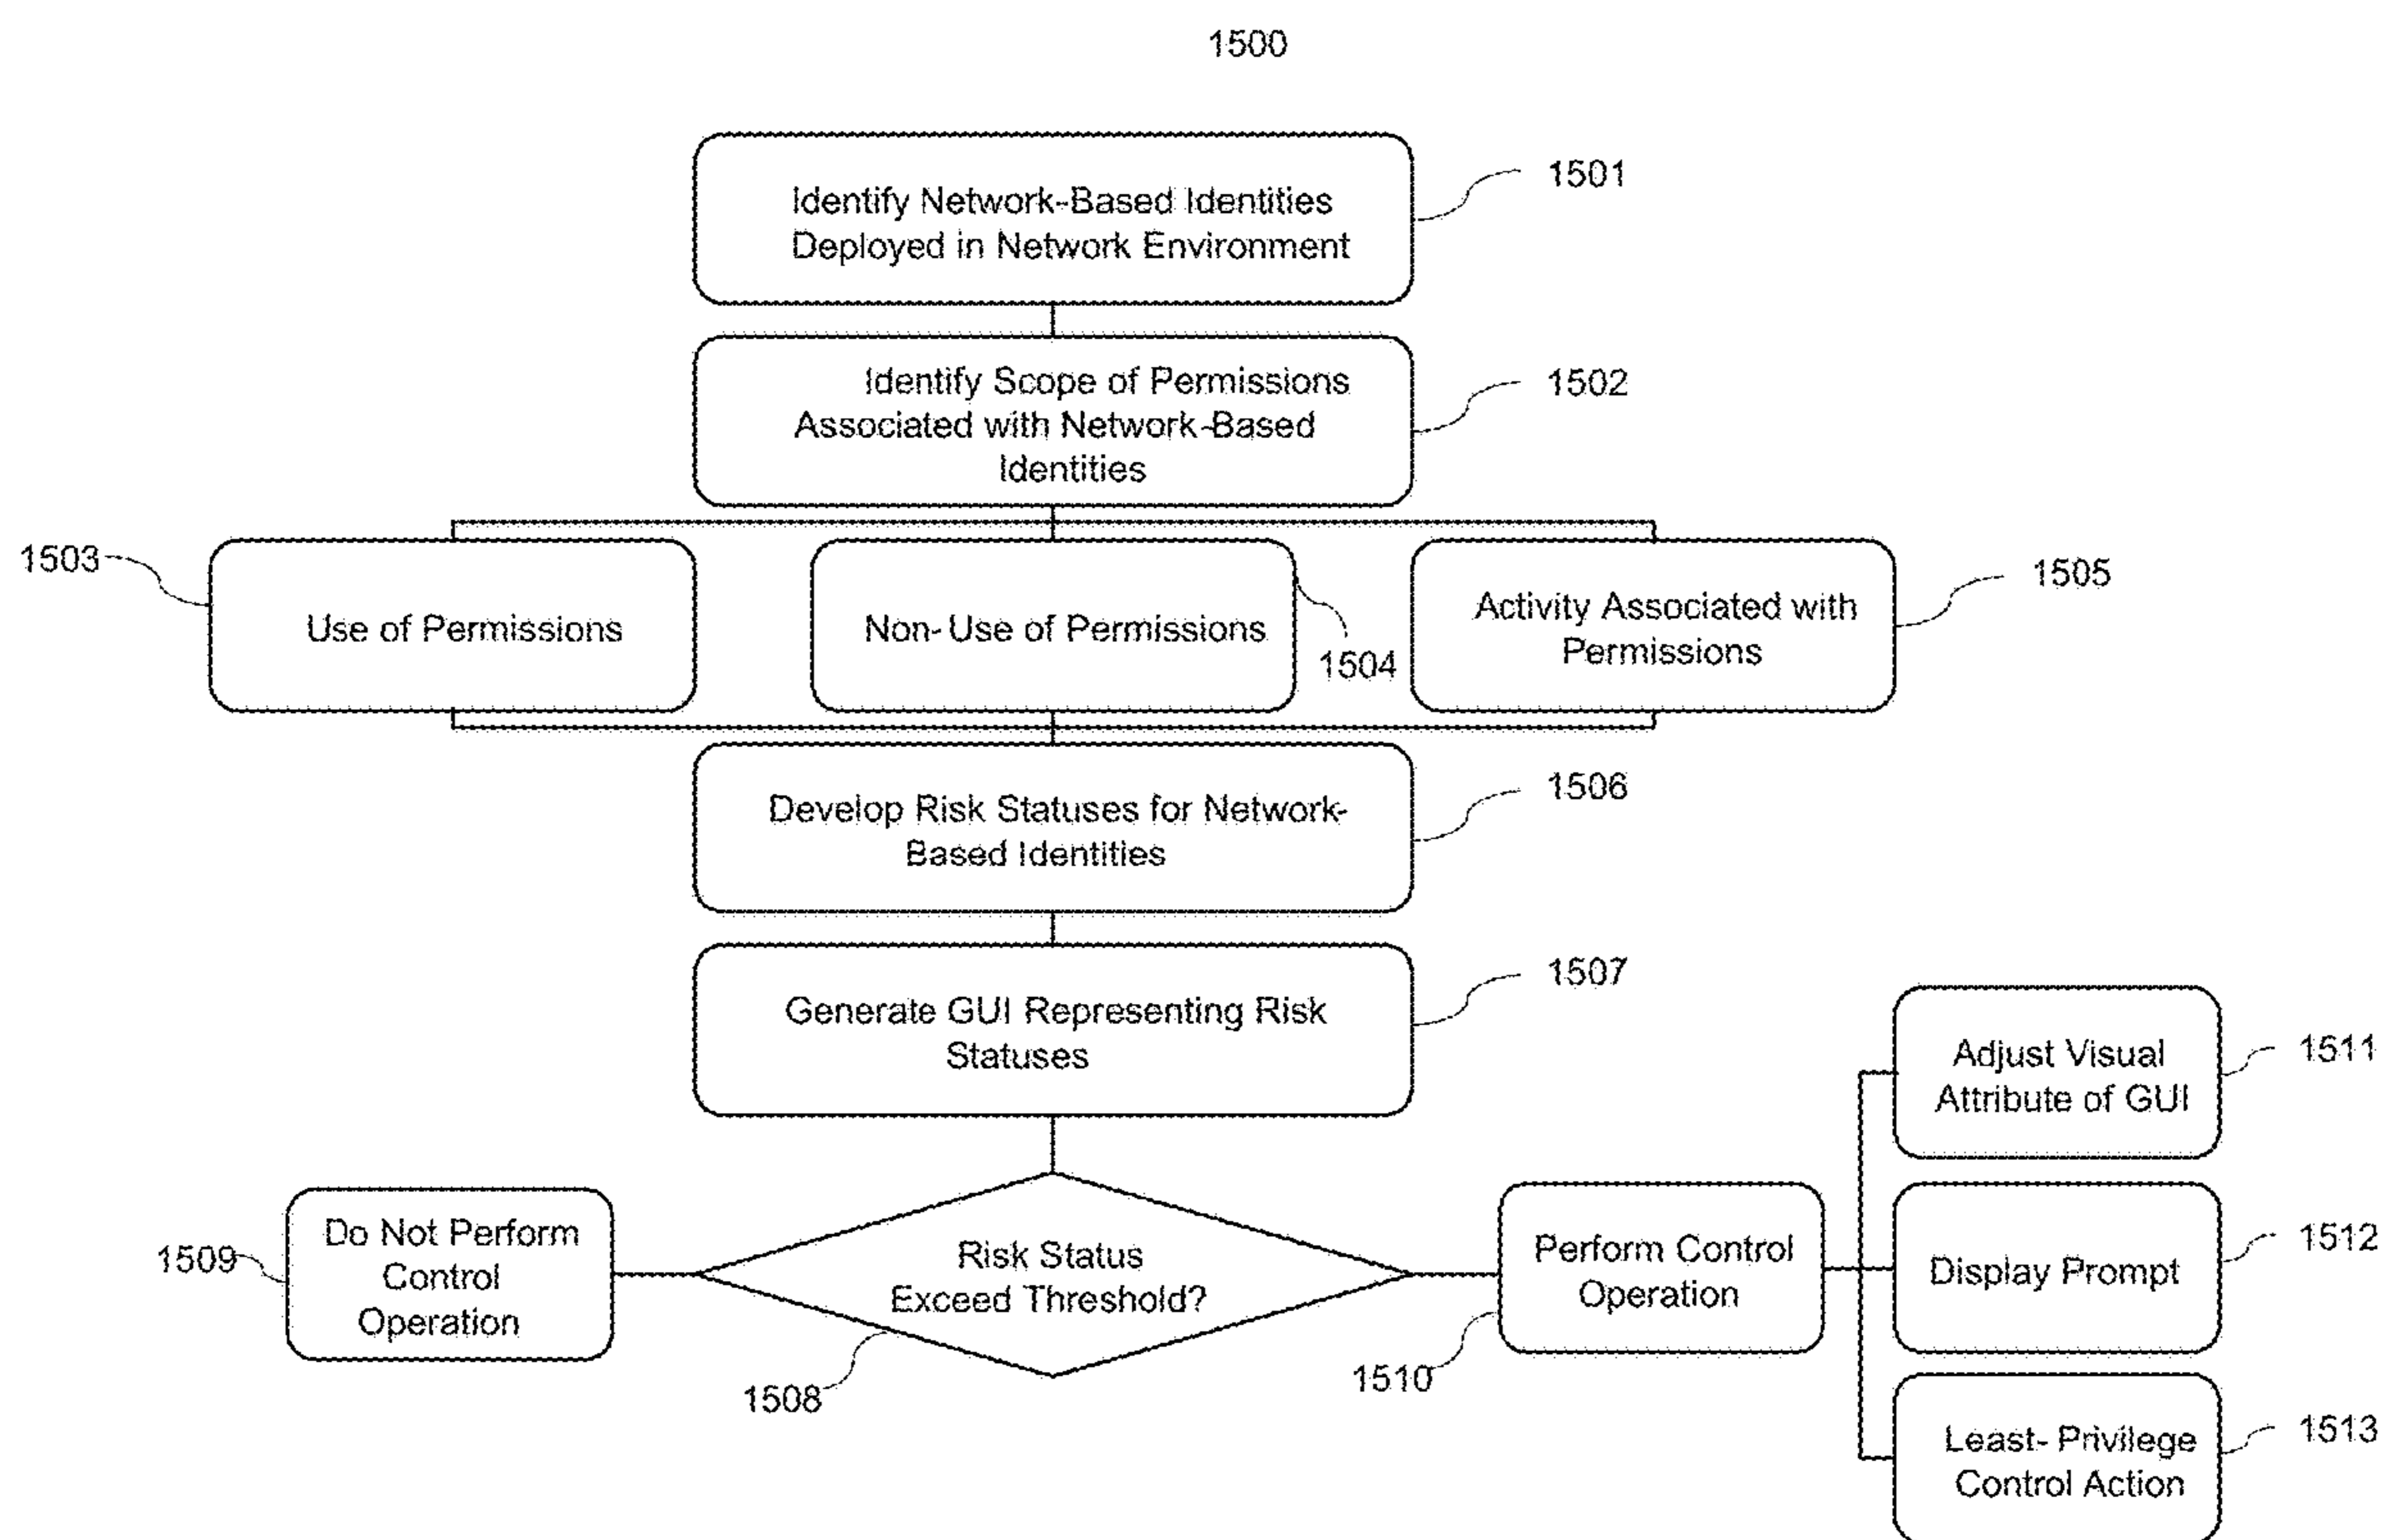 1500
Identify Network-Based Identities
Deployed in Network Environment
1501
Identify Scope of Permissions
Associated with Network-Based
Identities
1502
1503
Use of Permissions
Non-Use of Permissions
1504
Activity Associated with
Permissions
1505
Develop Risk Statuses for Network-
Based Identities
1506
Generate GUI Representing Risk
Statuses
1507
Risk Status
Exceed Threshold?
1508
Do Not Perform
Control
Operation
1509
Perform Control
Operation
1510
Adjust Visual
Attribute of GUI
1511
Display Prompt
1512
Least-Privilege
Control Action
1513